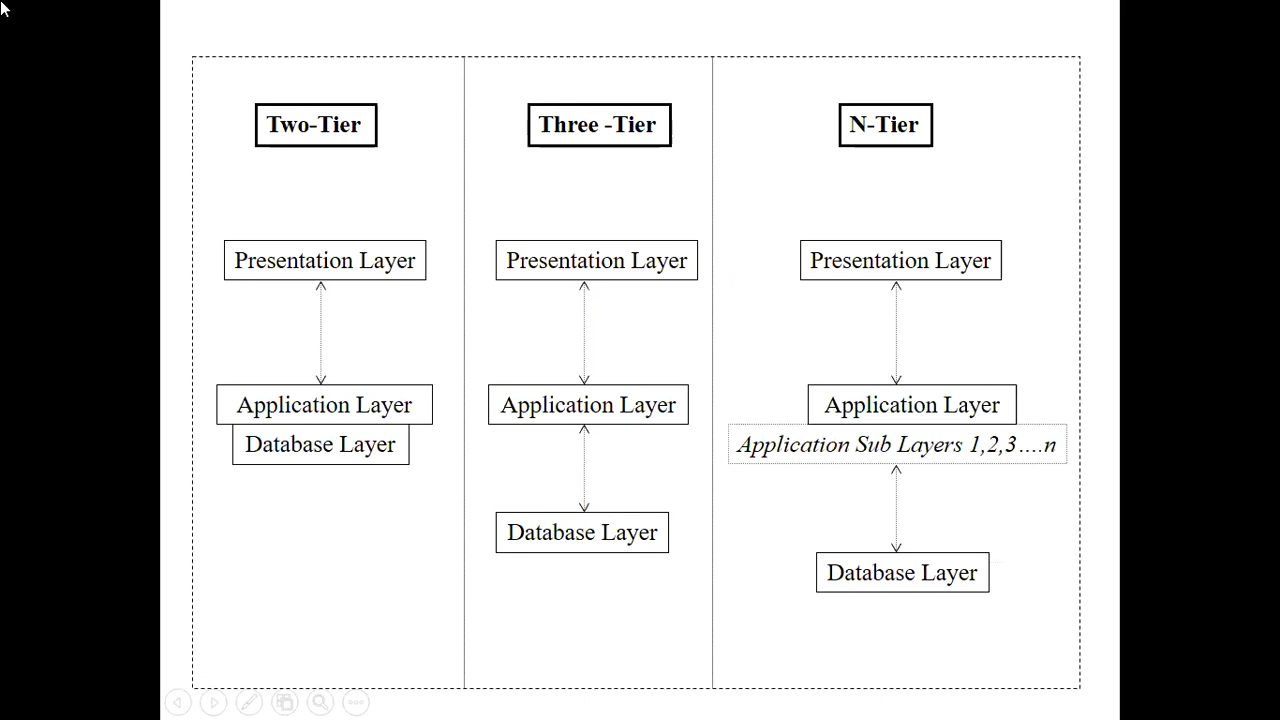 Two-Tier
Presentation Layer
Application Layer
Database Layer
Three -Tier
Presentation Layer
Application Layer
Database Layer
N-Tier
Presentation Layer
Application Layer
Application Sub Layers 1,2,3….n
Database Layer